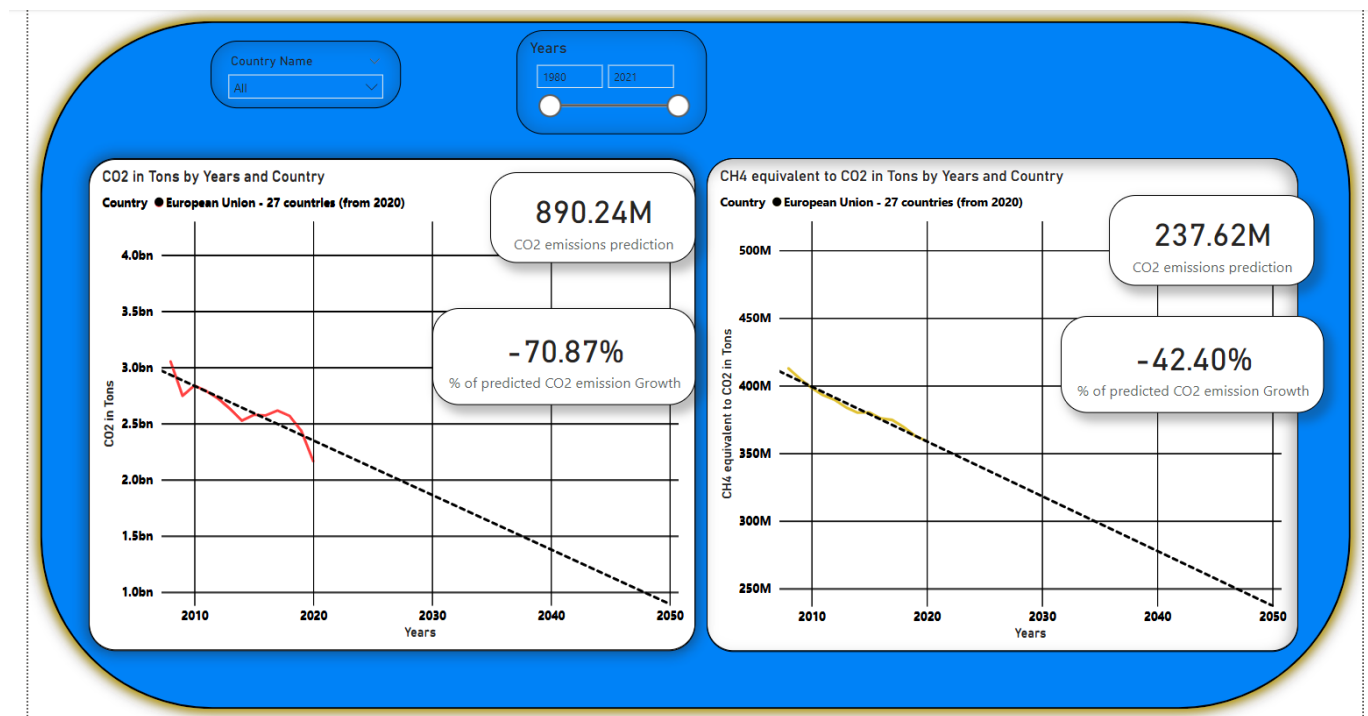 Country Name
All
Years
1980 2021
CO2 in Tons by Years and Country
Country European Union - 27 countries (from 2020)
890.24M
CO2 emissions prediction
-70.87%
% of predicted CO2 emission Growth
CO2 in Tons
4.0bn
3.5bn
3.0bn
2.5bn
2.0bn
1.5bn
1.0bn
2010 2020 2030 2040 2050
Years
CH4 equivalent to CO2 in Tons by Years and Country
Country European Union - 27 countries (from 2020)
237.62M
CO2 emissions prediction
-42.40%
% of predicted CO2 emission Growth
CH4 equivalent to CO2 in Tons
500M
450M
400M
350M
300M
250M
2010 2020 2030 2040 2050
Years